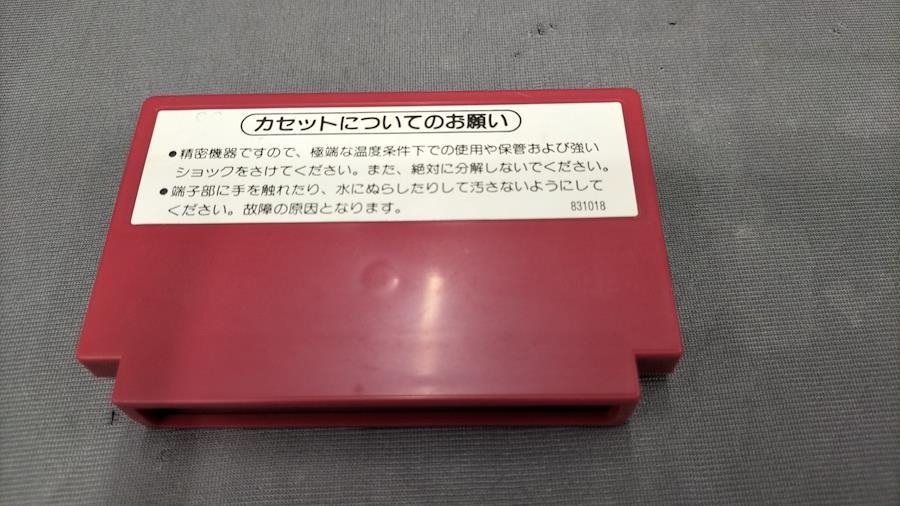 カセットについてのお願い
●精密機器ですので、極端な温度条件下での使用や保管および強い
ショックをさけてください。また、絶対に分解しないでください。
●端子部に手を触れたり、水にぬらしたりして汚さないようにして
ください。故障の原因となります。
831018